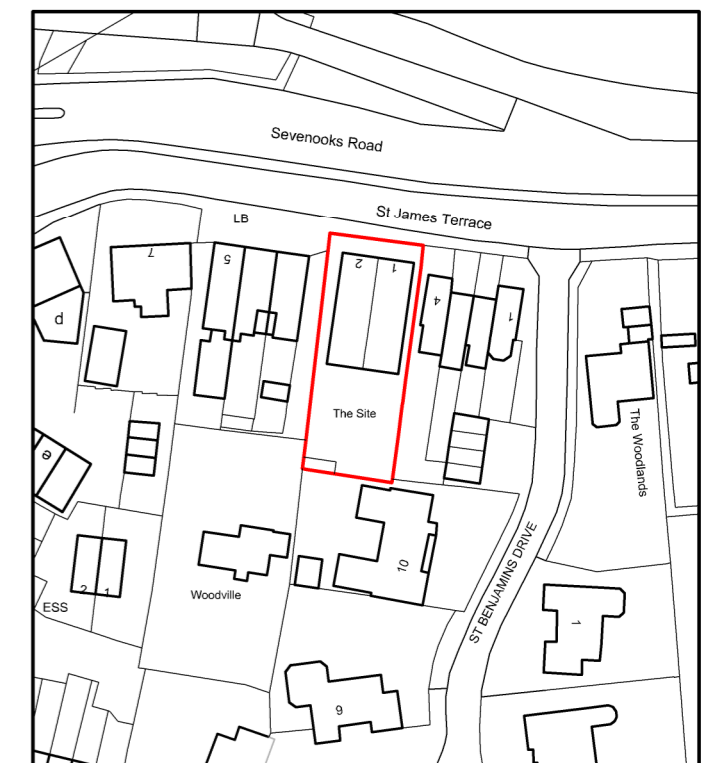 Sevenooks Road
St James Terrace
LB
7
5
2
1
4
1
d
The Site
The Woodlands
e
10
ST BENJAMINS DRIVE
2
1
Woodville
ESS
1
9